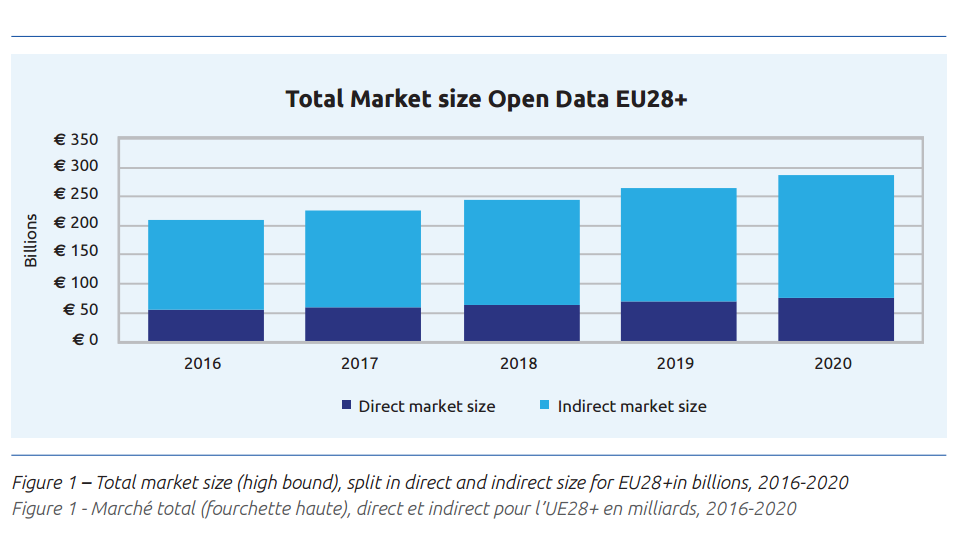 Total Market size Open Data EU28+
€ 350
€ 300
€ 250
€ 200
€ 150
€ 100
€ 50
€ 0
Billions
2016 2017 2018 2019 2020
Direct market size Indirect market size
Figure 1 – Total market size (high bound), split in direct and indirect size for EU28+in billions, 2016-2020
Figure 1 - Marché total (fourchette haute), direct et indirect pour l’UE28+ en milliards, 2016-2020